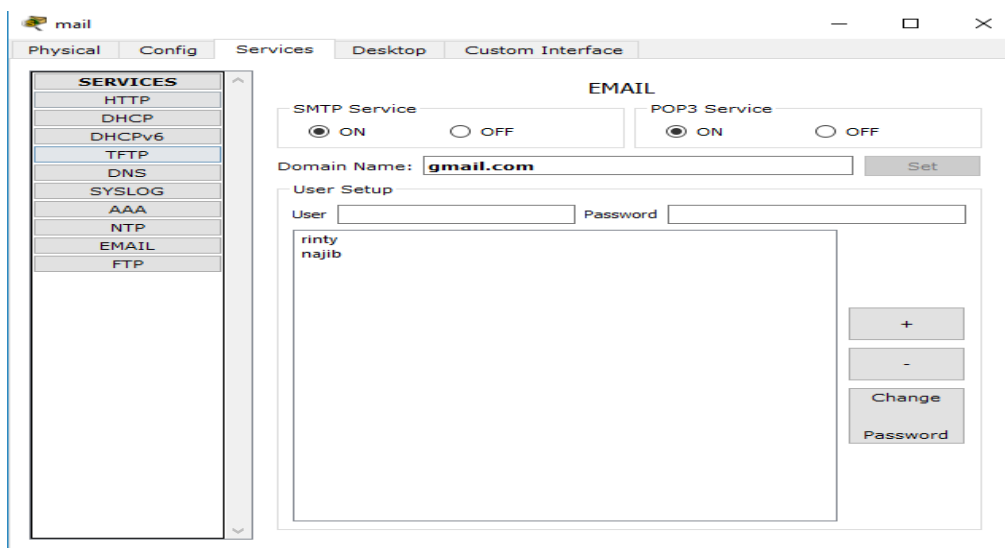 mail
Physical Config Services Desktop Custom Interface
SERVICES
HTTP
DHCP
DHCPv6
TFTP
DNS
SYSLOG
AAA
NTP
EMAIL
FTP
EMAIL
SMTP Service POP3 Service
ON OFF ON OFF
Domain Name: gmail.com Set
User Setup
User Password
rinty
najib
+
-
Change
Password